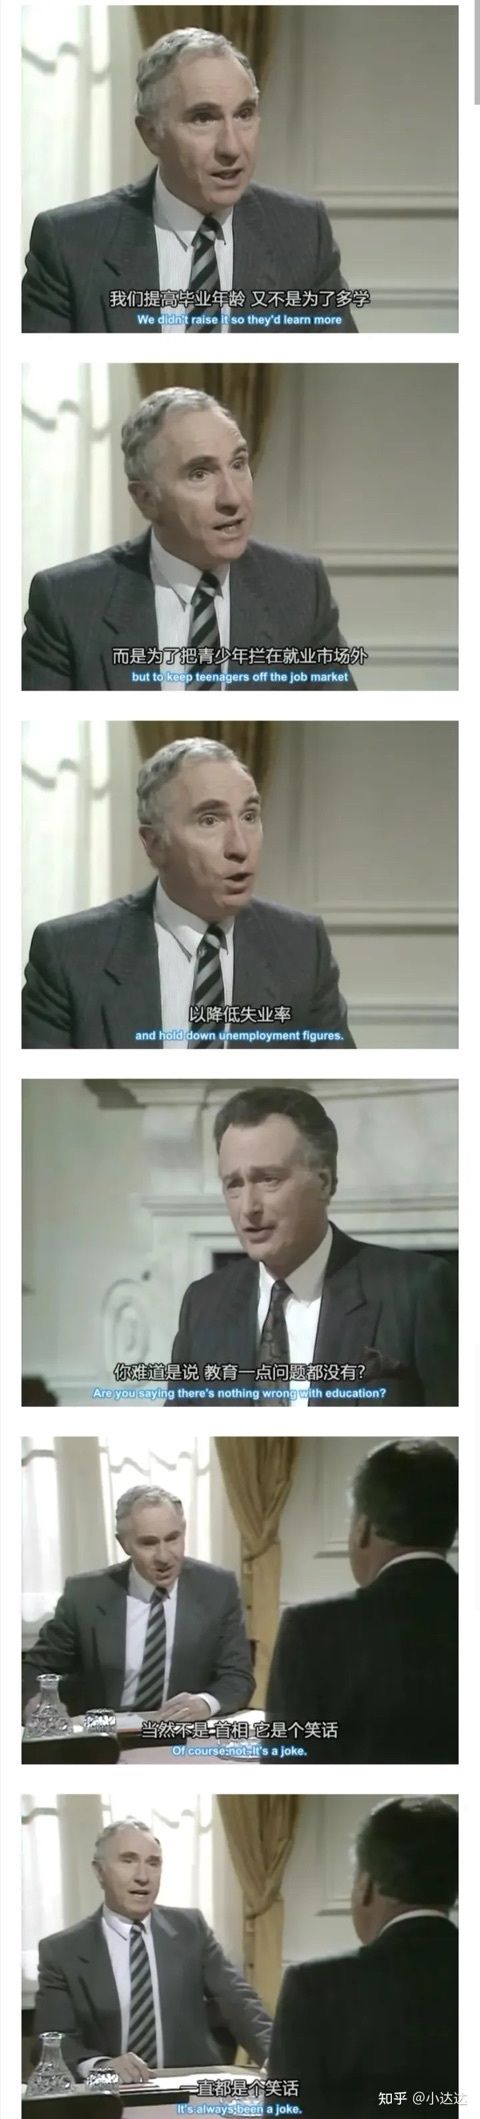 我们提高毕业年龄 又不是为了多学
We didn't raise it so they'd learn more
而是为了把青少年拦在就业市场外
but to keep teenagers off the job market
以降低失业率
and hold down unemployment figures.
你难道是说 教育一点问题都没有?
Are you saying there's nothing wrong with education?
当然不是 首相 它是个笑话
Of course not. It's a joke.
一直都是个笑话
It's always been a joke.
知乎 @小达达